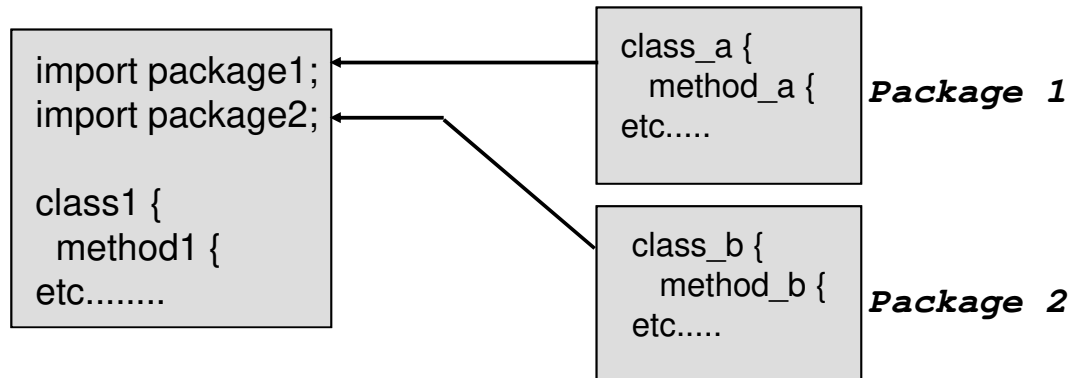 import package1;
import package2;
class1 {
method1 {
etc........
class_a {
method_a {
etc.....
Package 1
class_b {
method_b {
etc.....
Package 2